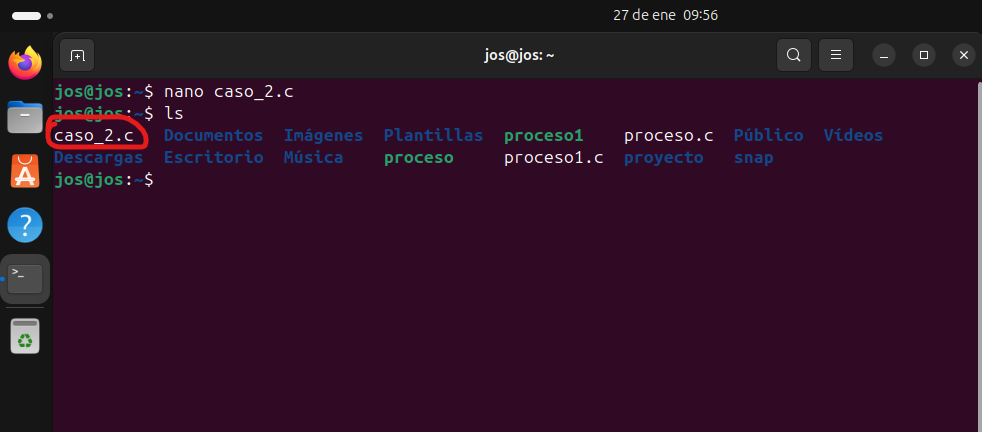 27 de ene 09:56
jos@jos: ~
jos@jos:~$ nano caso_2.c
jos@jos:~$ ls
caso_2.c Documentos Imágenes Plantillas proceso1 proceso.c Público Vídeos
Descargas Escritorio Música proceso proceso1.c proyecto snap
jos@jos:~$